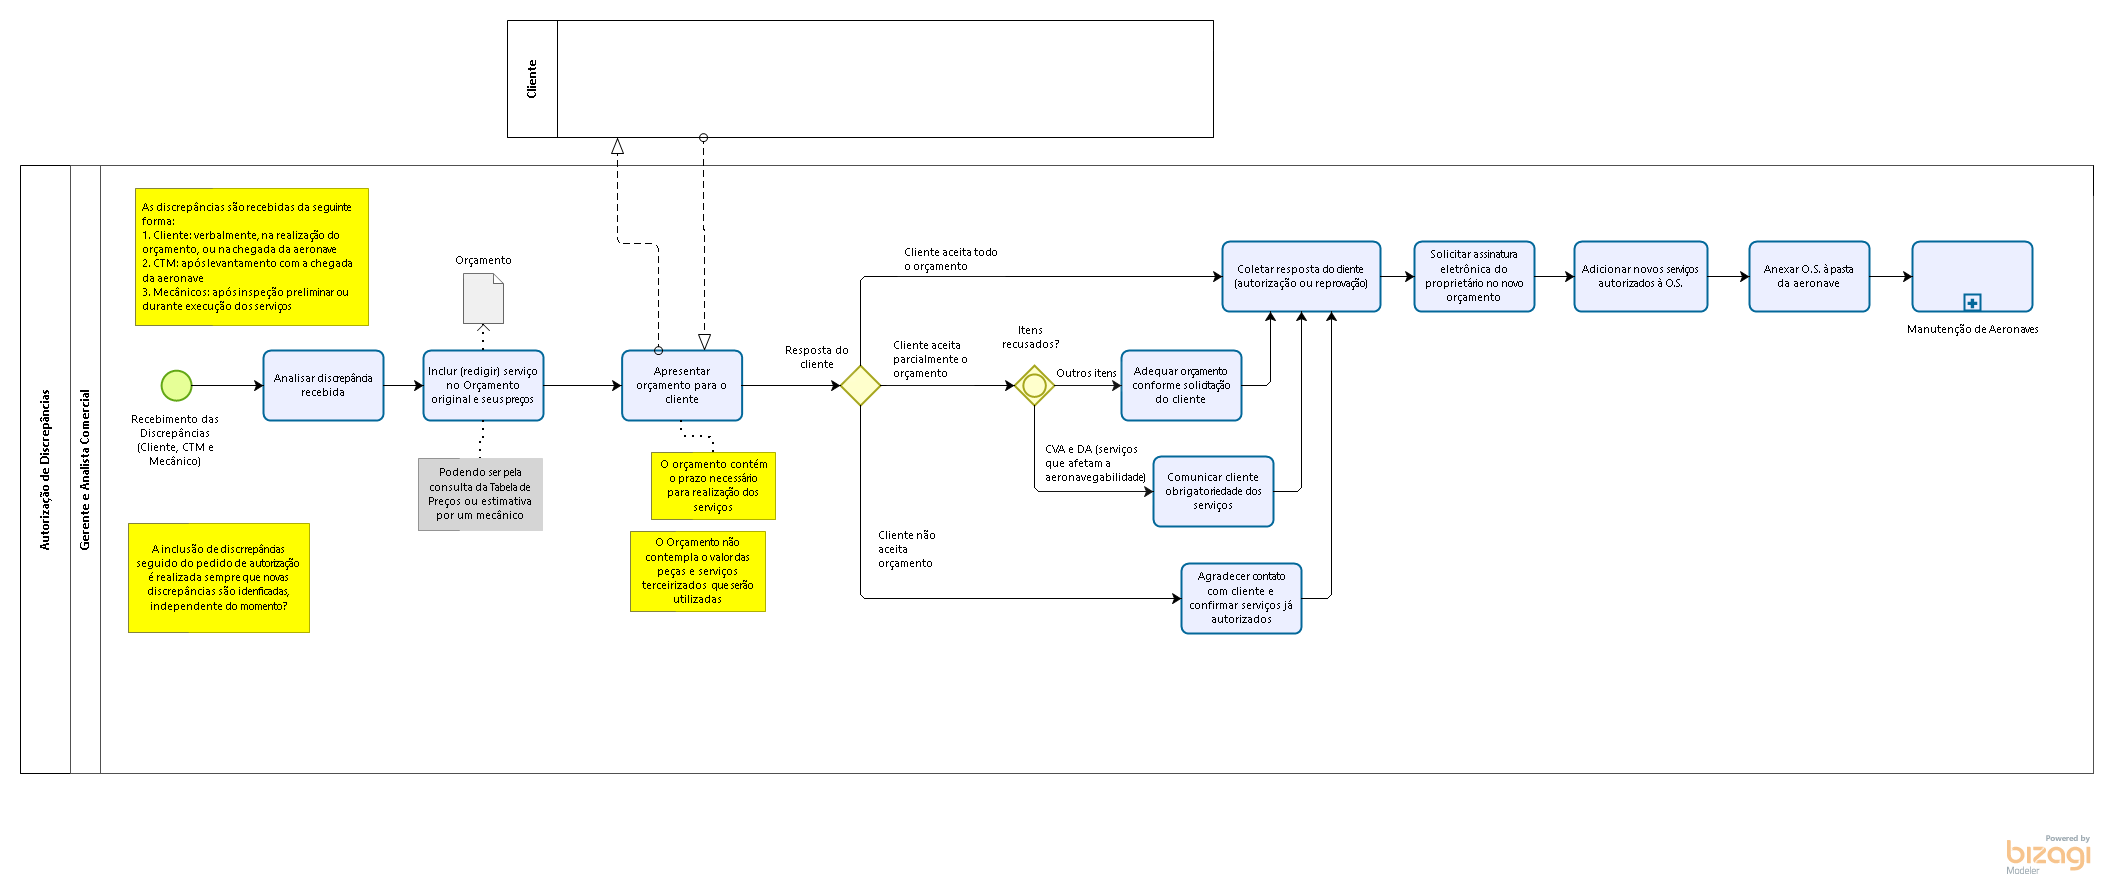 Cliente
Autorização de Discrepâncias
Gerente e Analista Comercial
As discrepâncias são recebidas da seguinte
forma:
1. Cliente: verbalmente, na realização do
orçamento, ou na chegada da aeronave
2. CTM: após levantamento com a chegada
da aeronave
3. Mecânicos: após inspeção preliminar ou
durante execução dos serviços
Recebimento das
Discrepâncias
(Cliente, CTM e
Mecânico)
Analisar discrepância
recebida
Orçamento
Inclur (redigir) serviço
no Orçamento
original e seus preços
Podendo ser pela
consulta da Tabela de
Preços ou estimativa
por um mecânico
A inclusão de discrrepâncias
seguido do pedido de autorização
é realizada sempre que novas
discrepâncias são idenficadas,
independente do momento?
Apresentar
orçamento para o
cliente
O orçamento contém
o prazo necessário
para realização dos
serviços
O Orçamento não
contempla o valor das
peças e serviços
terceirizados que serão
utilizadas
Resposta do
cliente
Cliente aceita todo
o orçamento
Cliente aceita
parcialmente o
orçamento
Cliente não
aceita
orçamento
Itens
recusados?
Outros itens
CVA e DA (serviços
que afetam a
aeronavegabilidade)
Adequar orçamento
conforme solicitação
do cliente
Comunicar cliente
obrigatoriedade dos
serviços
Agradecer contato
com cliente e
confirmar serviços já
autorizados
Coletar resposta do cliente
(autorização ou reprovação)
Solicitar assinatura
eletrônica do
proprietário no novo
orçamento
Adicionar novos serviços
autorizados à O.S.
Anexar O.S. à pasta
da aeronave
Manutenção de Aeronaves
Powered by
bizagi
Modeler